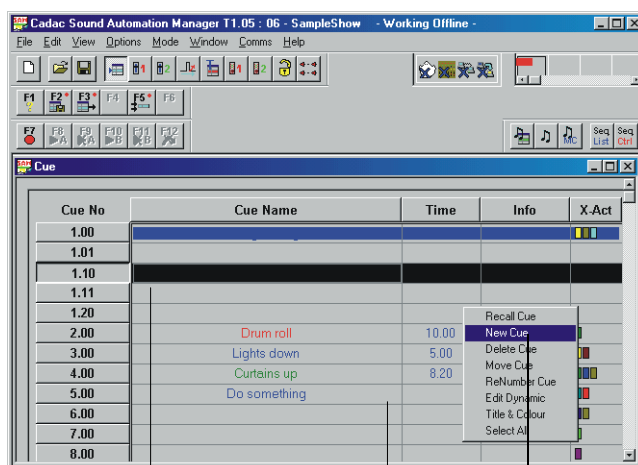 Cadac Sound Automation Manager T1.05 : 06 - SampleShow - Working Offline -
File Edit View Options Mode Window Comms Help
F1 F2* F3* F4 F5* F6
F7 F8 F9 F10 F11 F12
A A B B
MC Seq List Seq Ctrl
Cue
Cue No Cue Name Time Info X-Act
1.00
1.01
1.10
1.11
1.20
2.00 Drum roll 10.00
3.00 Lights down 5.00
4.00 Curtains up 8.20
5.00 Do something
6.00
7.00
8.00
Recall Cue
New Cue
Delete Cue
Move Cue
ReNumber Cue
Edit Dynamic
Title & Colour
Select All